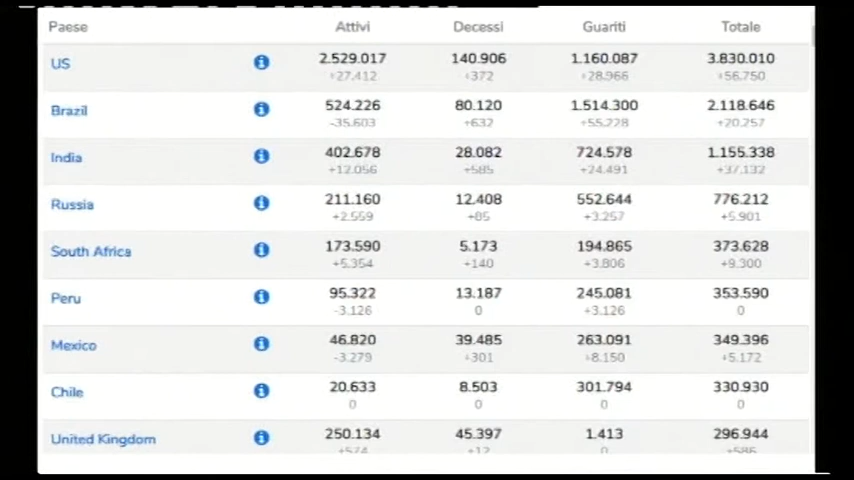 Paese Attivi Decessi Guariti Totale
US 2.529.017 140.906 1.160.087 3.830.010
+27.412 +372 +28.966 +56.750
Brazil 524.226 80.120 1.514.300 2.118.646
-35.603 +632 +55.228 +20.257
India 402.678 28.082 724.578 1.155.338
+12.056 +585 +24.491 +37.132
Russia 211.160 12.408 552.644 776.212
+2.559 +85 +3.257 +5.901
South Africa 173.590 5.173 194.865 373.628
+5.354 +140 +3.806 +9.300
Peru 95.322 13.187 245.081 353.590
-3.126 0 +3.126 0
Mexico 46.820 39.485 263.091 349.396
-3.279 +301 +8.150 +5.172
Chile 20.633 8.503 301.794 330.930
0 0 0 0
United Kingdom 250.134 45.397 1.413 296.944
+574 +12 0 +586